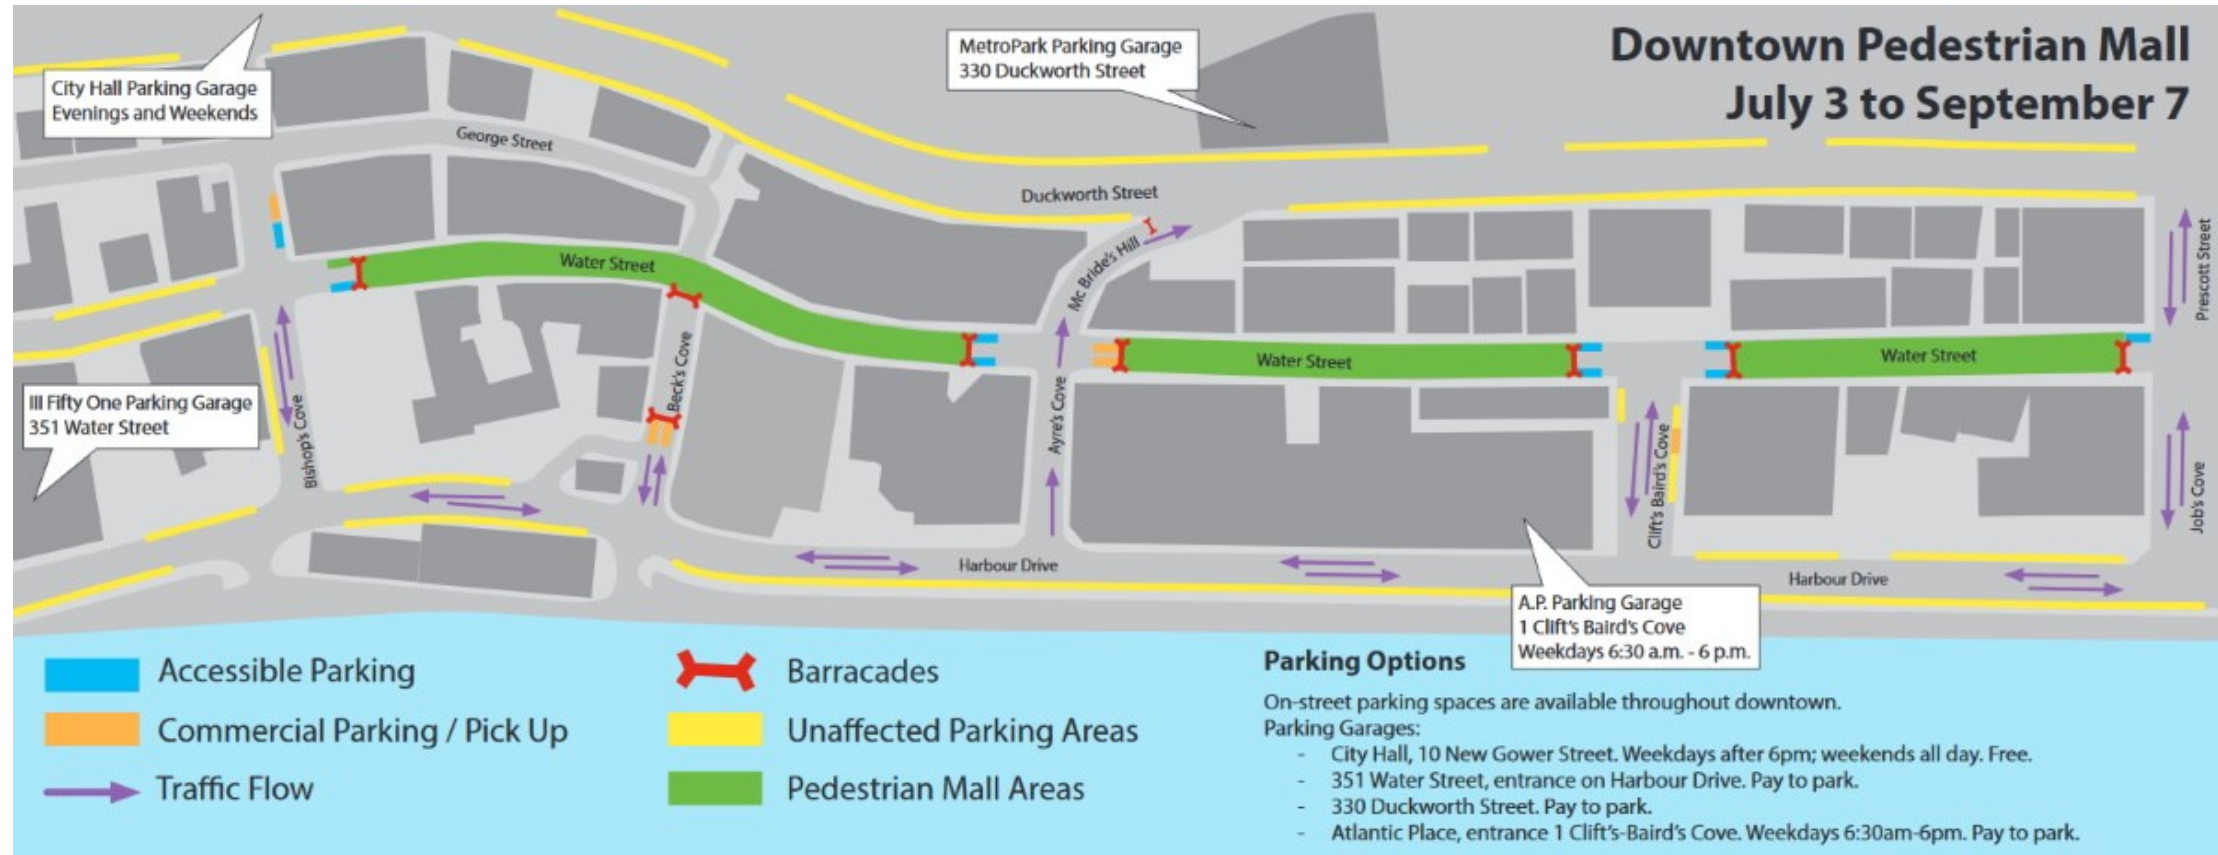 Downtown Pedestrian Mall
July 3 to September 7
City Hall Parking Garage
Evenings and Weekends
MetroPark Parking Garage
330 Duckworth Street
George Street
Duckworth Street
Prescott Street
Mc Bride's Hill
Water Street
Water Street
Water Street
Beck's Cove
Ayre's Cove
III Fifty One Parking Garage
351 Water Street
Bishop's Cove
Clift's Baird's Cove
Job's Cove
Harbour Drive
Harbour Drive
A.P. Parking Garage
1 Clift's Baird's Cove
Weekdays 6:30 a.m. - 6 p.m.
Accessible Parking
Commercial Parking / Pick Up
Traffic Flow
Barracades
Unaffected Parking Areas
Pedestrian Mall Areas
Parking Options
On-street parking spaces are available throughout downtown.
Parking Garages:
- City Hall, 10 New Gower Street. Weekdays after 6pm; weekends all day. Free.
- 351 Water Street, entrance on Harbour Drive. Pay to park.
- 330 Duckworth Street. Pay to park.
- Atlantic Place, entrance 1 Clift's-Baird's Cove. Weekdays 6:30am-6pm. Pay to park.